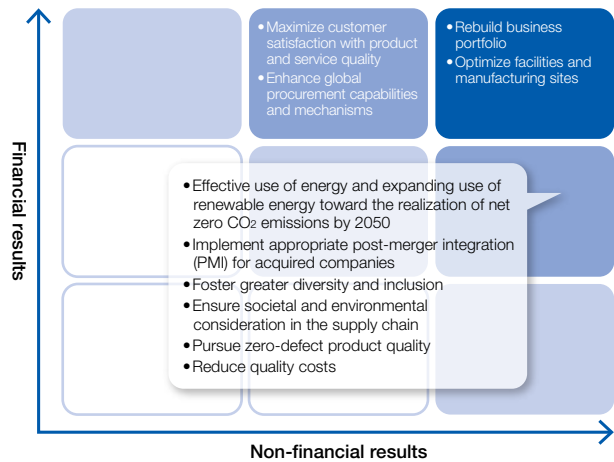 •Maximize customer
satisfaction with product
and service quality
•Enhance global
procurement capabilities
and mechanisms
•Rebuild business
portfolio
•Optimize facilities and
manufacturing sites
Financial results
•Effective use of energy and expanding use of
renewable energy toward the realization of net
zero CO2 emissions by 2050
•Implement appropriate post-merger integration
(PMI) for acquired companies
•Foster greater diversity and inclusion
•Ensure societal and environmental
consideration in the supply chain
•Pursue zero-defect product quality
•Reduce quality costs
Non-financial results